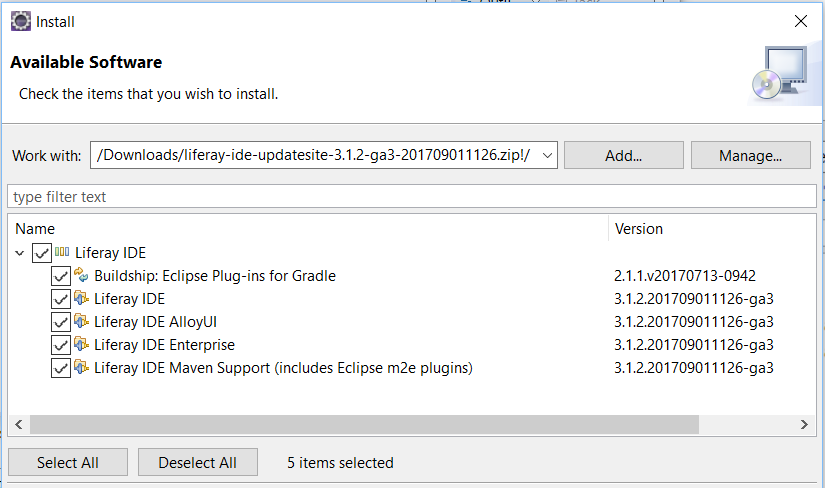 Install
Available Software
Check the items that you wish to install.
Work with: /Downloads/liferay-ide-updatesite-3.1.2-ga3-201709011126.zip!/ Add... Manage...
type filter text
Name Version
Liferay IDE
Buildship: Eclipse Plug-ins for Gradle 2.1.1.v20170713-0942
Liferay IDE 3.1.2.201709011126-ga3
Liferay IDE AlloyUI 3.1.2.201709011126-ga3
Liferay IDE Enterprise 3.1.2.201709011126-ga3
Liferay IDE Maven Support (includes Eclipse m2e plugins) 3.1.2.201709011126-ga3
Select All Deselect All 5 items selected